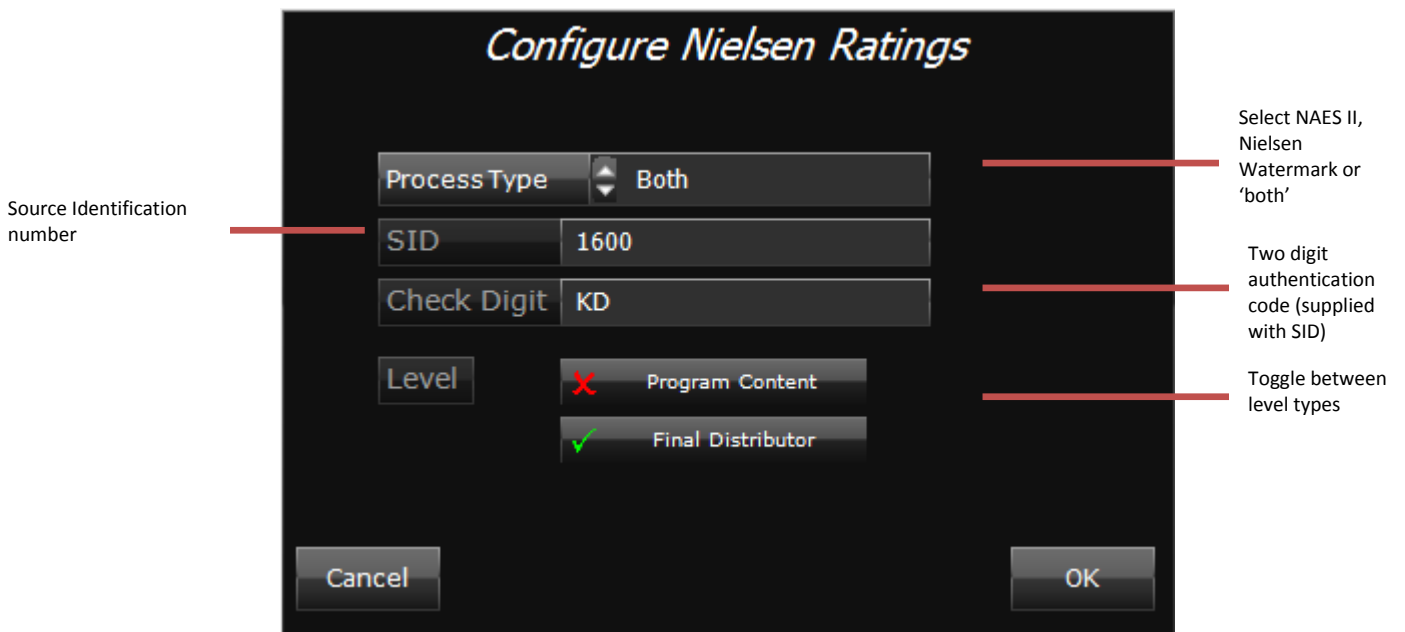 Configure Nielsen Ratings
Process Type
Both
Select NAES II,
Nielsen
Watermark or
‘both’
Source Identification
number
SID
1600
Check Digit
KD
Two digit
authentication
code (supplied
with SID)
Level
Program Content
Final Distributor
Toggle between
level types
Cancel
OK